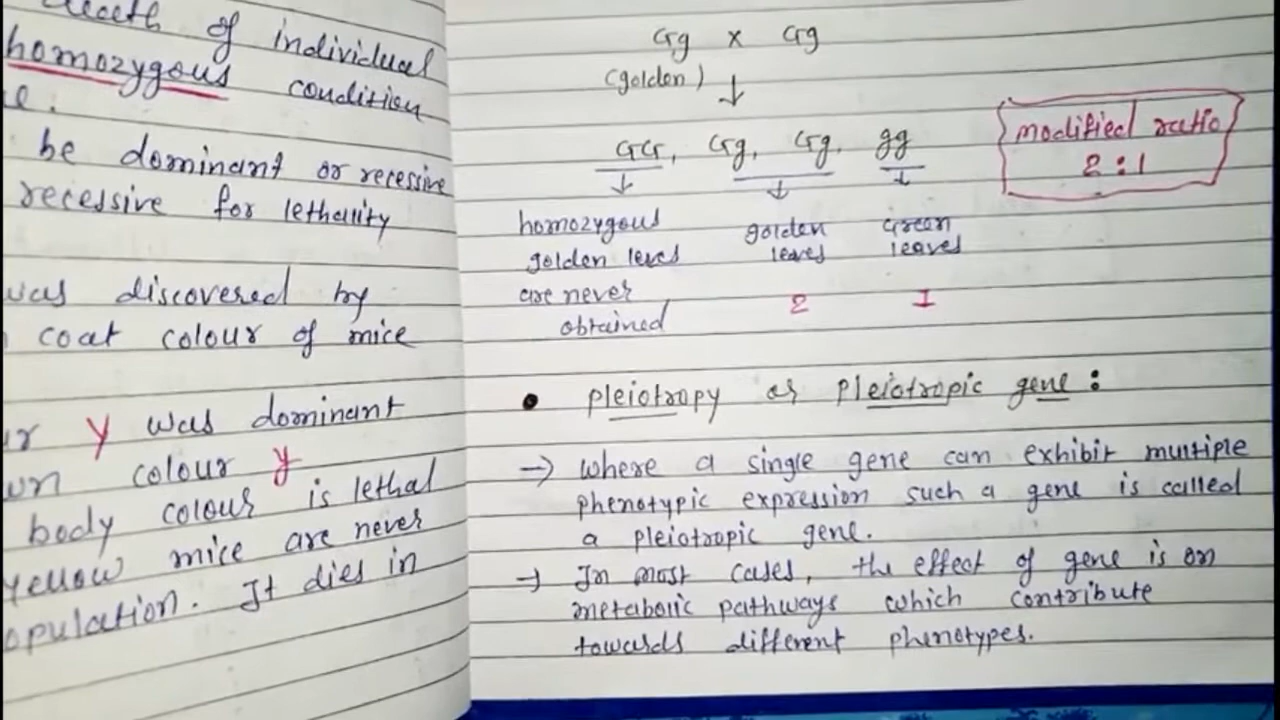 death of individual
homozygous condition
be dominant or recessive
recessive for lethality
was discovered by
coat colour of mice
Y was dominant
colour y
body colour is lethal
yellow mice are never
opulation. It dies in
Gg x Gg
(golden)
GG, Gg, Gg, gg
homozygous golden leaves Green leaves
golden leves
are never 2 1
obtained
modified ratio
2:1
• pleiotropy or pleiotropic gene:
→ where a single gene can exhibit multiple
phenotypic expression such a gene is called
a pleiotropic gene.
→ In most cases, the effect of gene is on
metabolic pathways which contribute
towards different phenotypes.